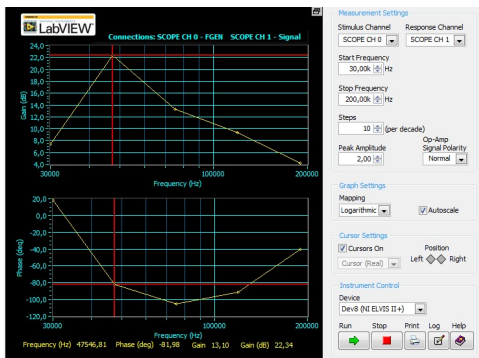 LabVIEW
Connections: SCOPE CH 0 - FGEN SCOPE CH 1 - Signal
Gain (dB)
24,0
22,0
20,0
18,0
16,0
14,0
12,0
10,0
8,0
6,0
4,0
30000 100000 200000
Frequency (Hz)
Phase (deg)
20,0
0,0
-20,0
-40,0
-60,0
-80,0
-100,0
-120,0
30000 100000 200000
Frequency (Hz)
Frequency (Hz) 47546,81 Phase (deg) -81,98 Gain 13,10 Gain (dB) 22,34
Measurement Settings
Stimulus Channel Response Channel
SCOPE CH 0 SCOPE CH 1
Start Frequency
30,00k Hz
Stop Frequency
200,00k Hz
Steps
10 (per decade)
Peak Amplitude Op-Amp Signal Polarity
2,00 Normal
Graph Settings
Mapping
Logarithmic Autoscale
Cursor Settings
Cursors On Position
Cursor (Real) Left Right
Instrument Control
Device
Dev8 (NI ELVIS II+)
Run Stop Print Log Help